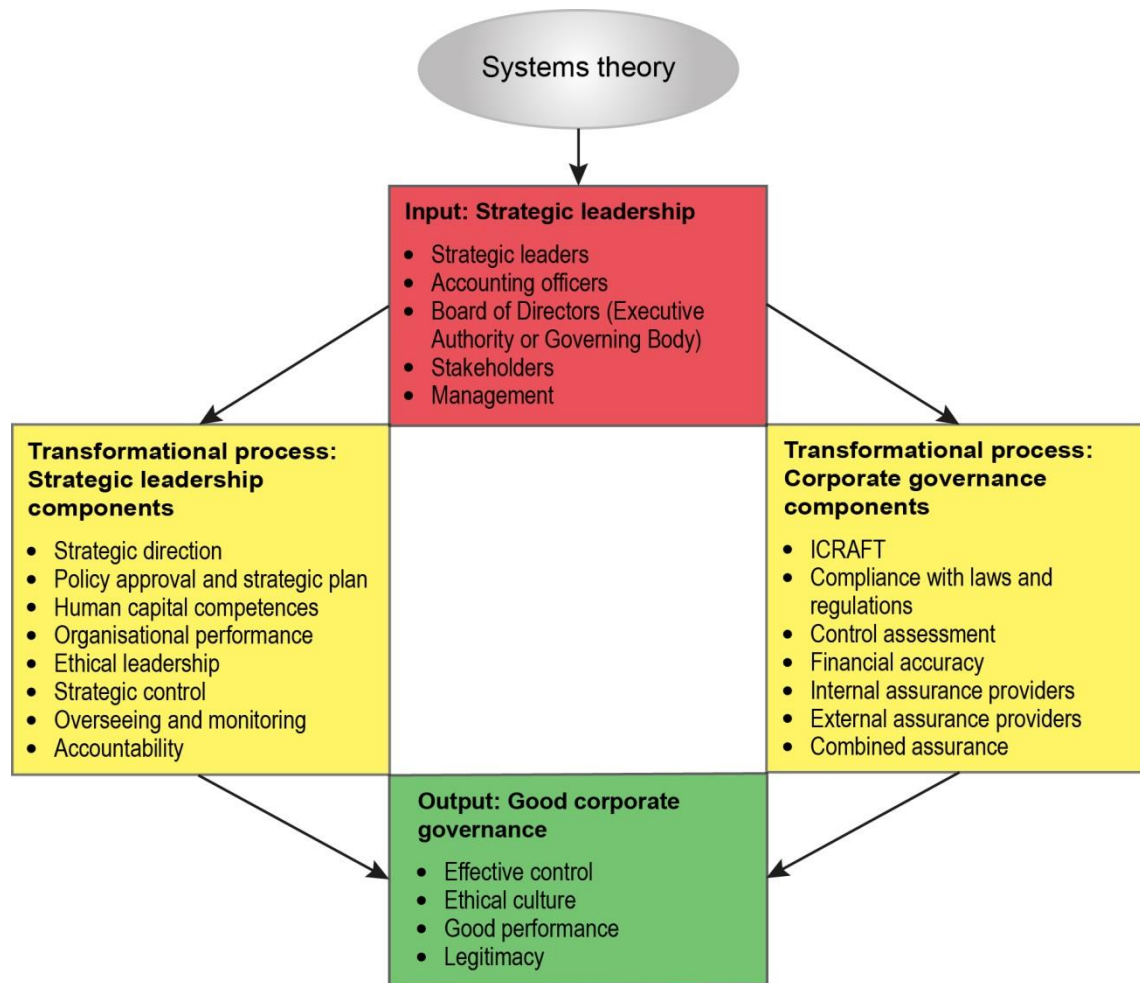 Systems theory
Input: Strategic leadership
• Strategic leaders
• Accounting officers
• Board of Directors (Executive
Authority or Governing Body)
• Stakeholders
• Management
Transformational process:
Strategic leadership
components
• Strategic direction
• Policy approval and strategic plan
• Human capital competences
• Organisational performance
• Ethical leadership
• Strategic control
• Overseeing and monitoring
• Accountability
Transformational process:
Corporate governance
components
• ICRAFT
• Compliance with laws and
regulations
• Control assessment
• Financial accuracy
• Internal assurance providers
• External assurance providers
• Combined assurance
Output: Good corporate
governance
• Effective control
• Ethical culture
• Good performance
• Legitimacy